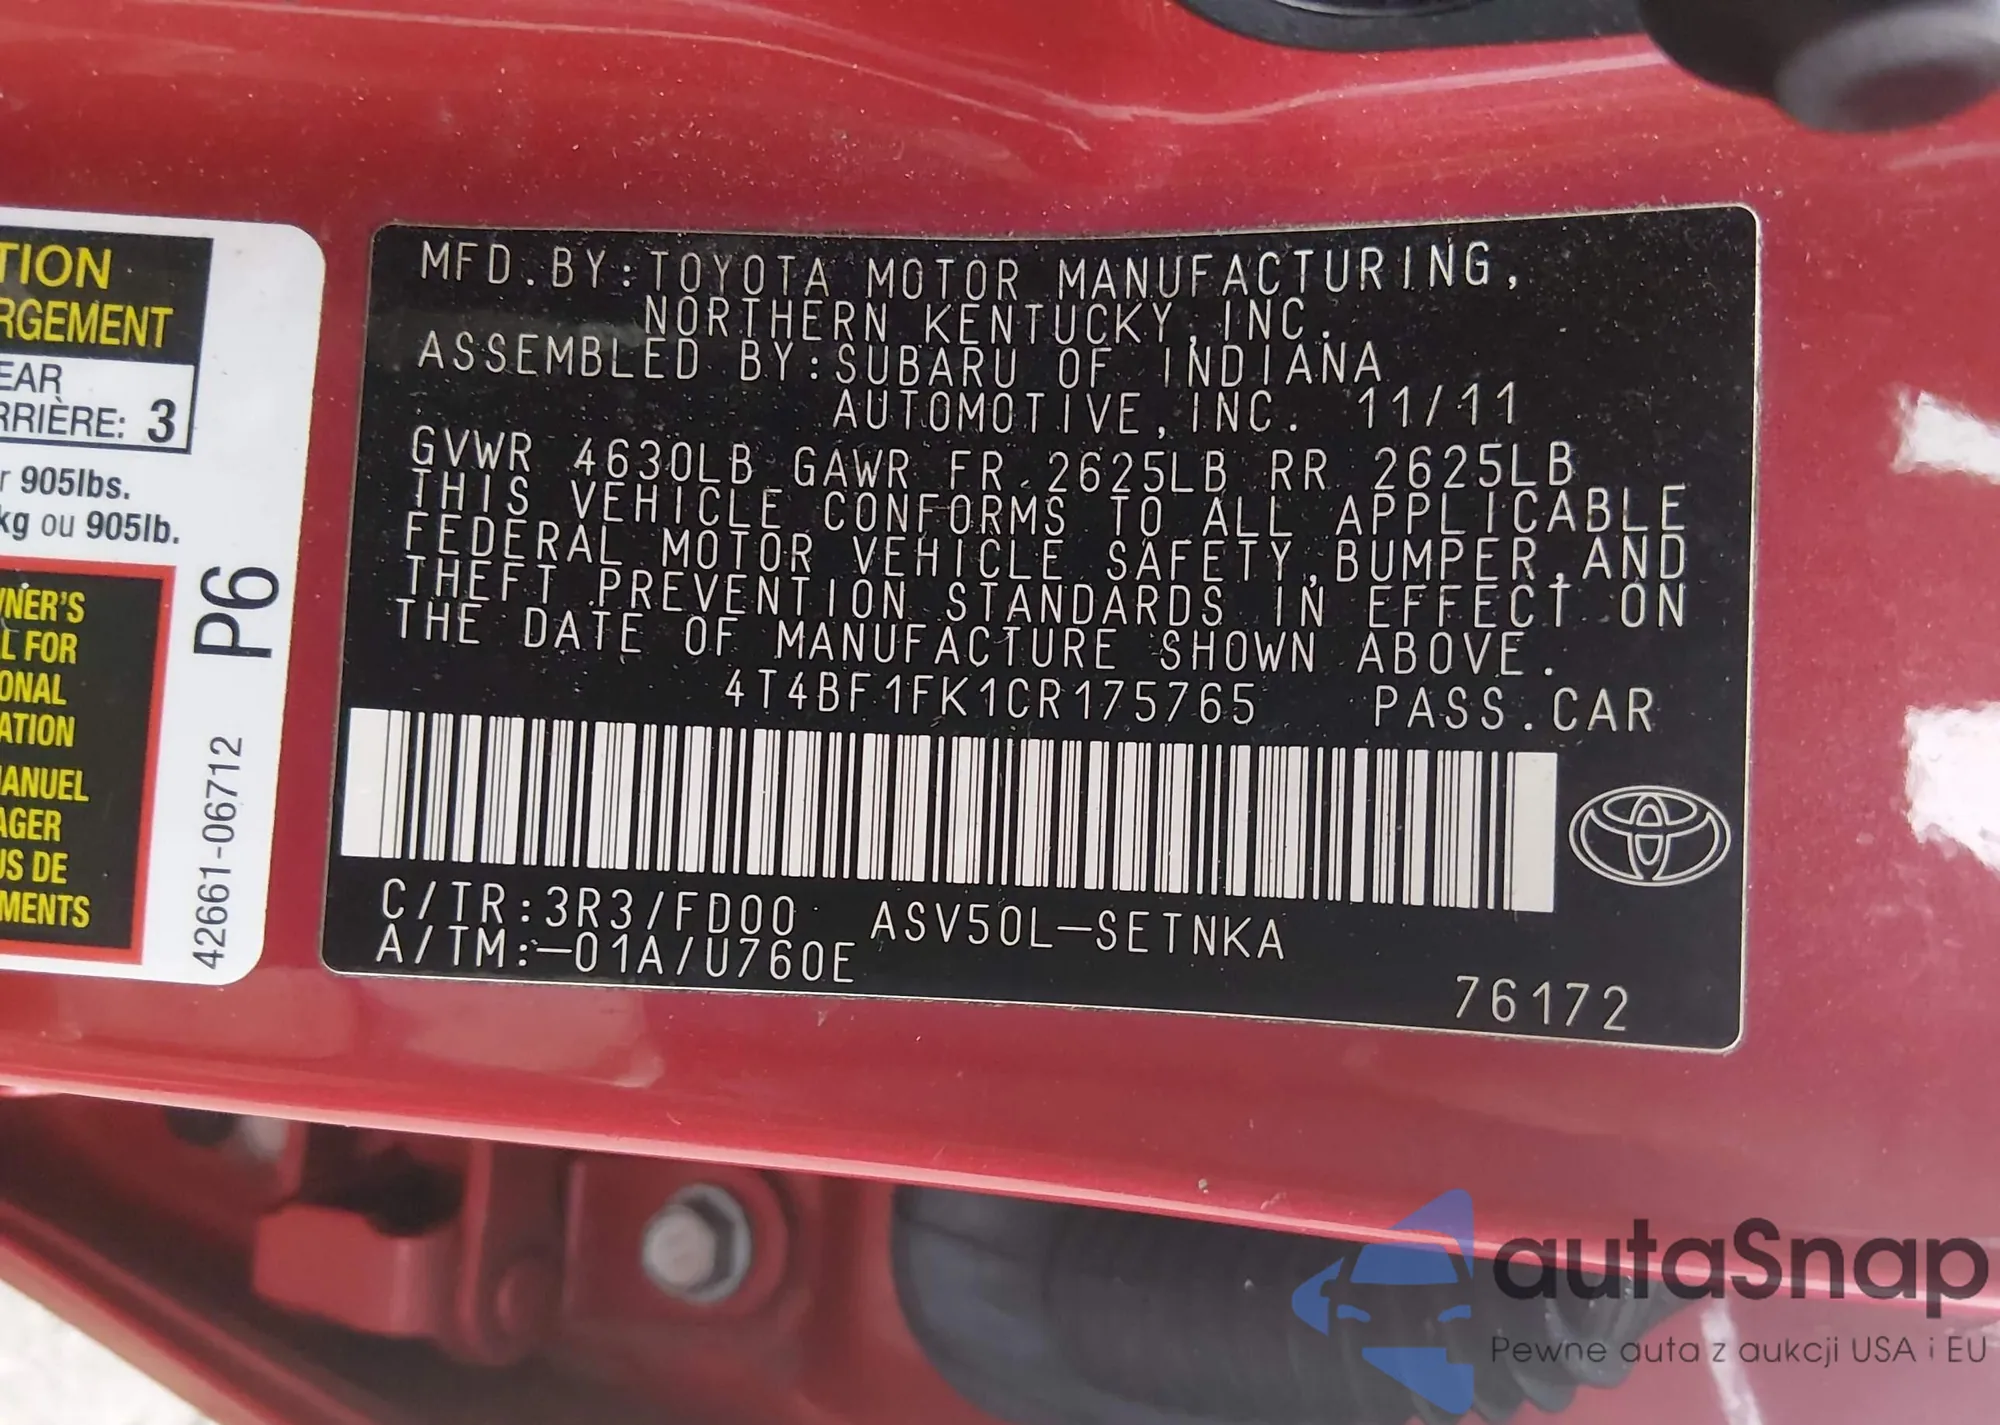 TION
RGEMENT
EAR
RRIÈRE: 3
r 905lbs.
kg ou 905lb.
WNER'S
L FOR
ONAL
ATION
MANUEL
AGER
US DE
MENTS
P6
42661-06712
MFD.BY:TOYOTA MOTOR MANUFACTURING,
NORTHERN KENTUCKY,INC.
ASSEMBLED BY:SUBARU OF INDIANA
AUTOMOTIVE,INC. 11/11
GVWR 4630LB GAWR FR 2625LB RR 2625LB
THIS VEHICLE CONFORMS TO ALL APPLICABLE
FEDERAL MOTOR VEHICLE SAFETY,BUMPER,AND
THEFT PREVENTION STANDARDS IN EFFECT ON
THE DATE OF MANUFACTURE SHOWN ABOVE.
4T4BF1FK1CR175765 PASS.CAR
C/TR:3R3/FD00 ASV50L-SETNKA
A/TM:-01A/U760E
76172
autaSnap
Pewne auta z aukcji USA i EU